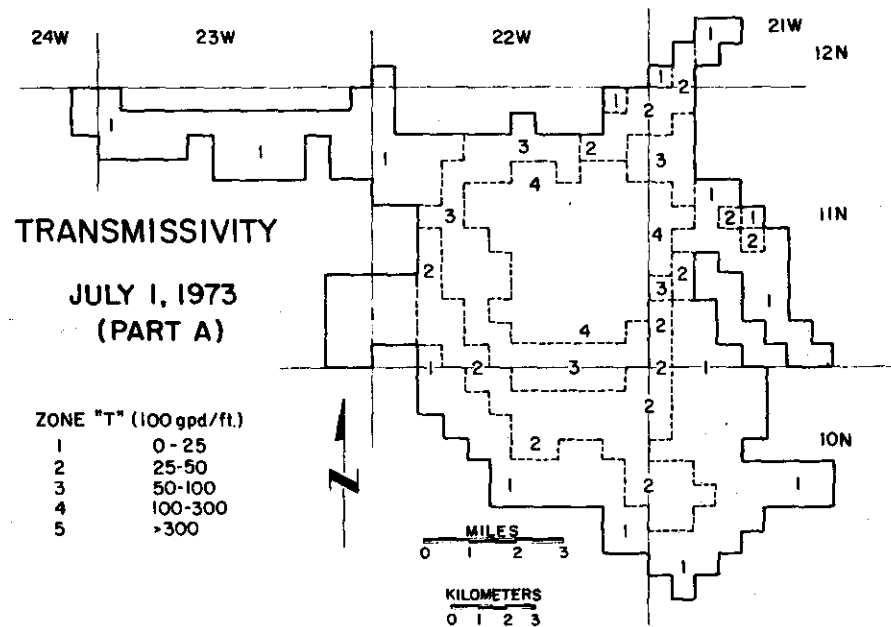 24W 23W 22W 21W
12N
11N
10N
TRANSMISSIVITY
JULY 1, 1973
(PART A)
ZONE "T" (100 gpd/ft.)
1 0-25
2 25-50
3 50-100
4 100-300
5 >300
N
MILES
0 1 2 3
KILOMETERS
0 1 2 3
1
1 1 2
1 2
1 1 3 2 3
4
3 1 2 1
4 2
2 2
3 1
4 2
1 2 3 2 1
2
2
1 2 1
1
1